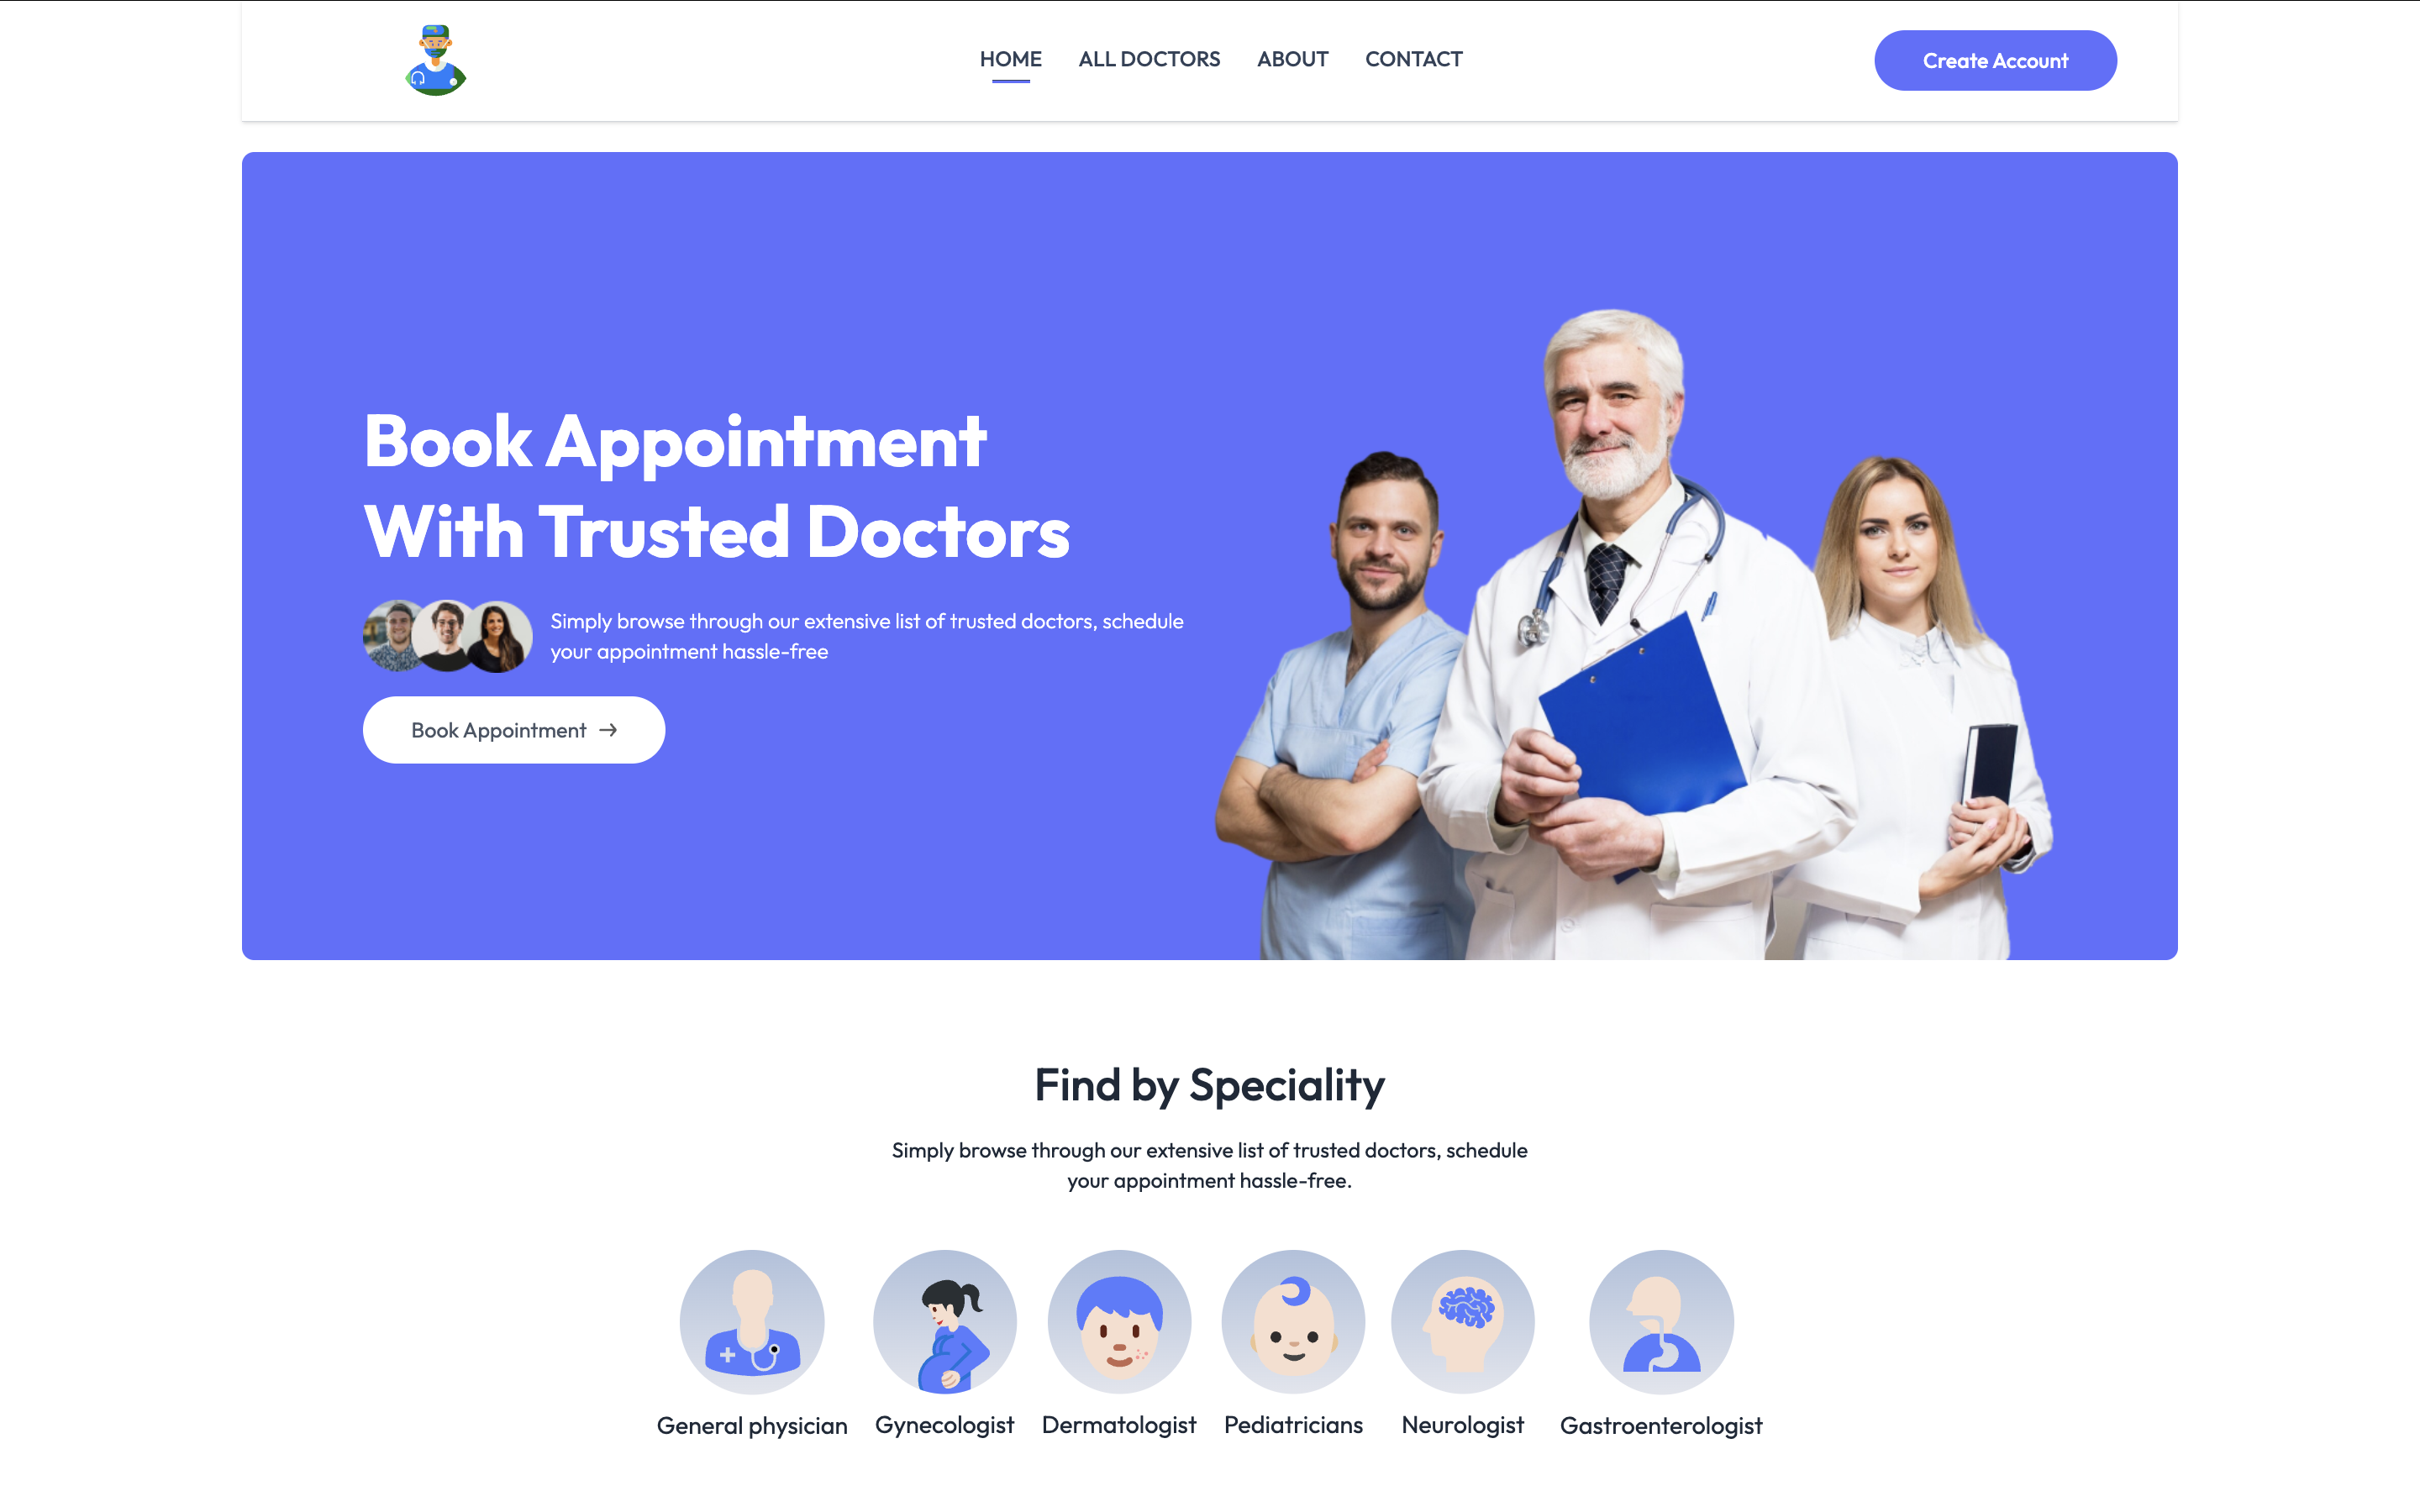 HOME
ALL DOCTORS
ABOUT
CONTACT
Create Account
Book Appointment
With Trusted Doctors
Simply browse through our extensive list of trusted doctors, schedule
your appointment hassle-free
Book Appointment →
Find by Speciality
Simply browse through our extensive list of trusted doctors, schedule
your appointment hassle-free.
General physician
Gynecologist
Dermatologist
Pediatricians
Neurologist
Gastroenterologist